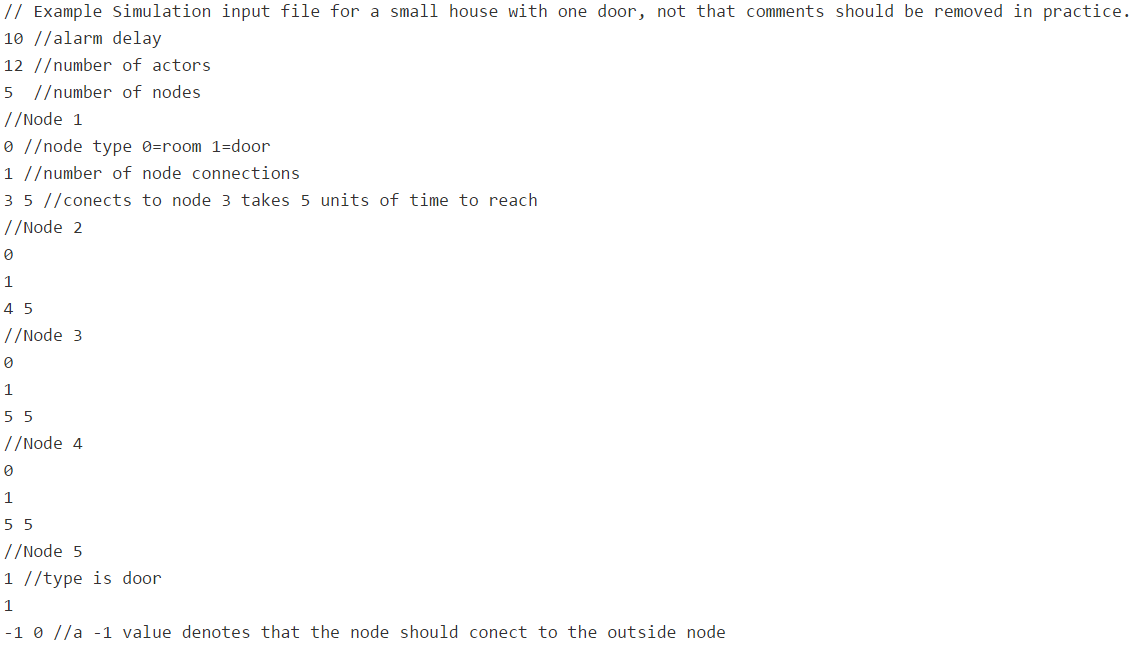 // Example Simulation input file for a small house with one door, not that comments should be removed in practice.
10 //alarm delay
12 //number of actors
5  //number of nodes
//Node 1
0 //node type 0=room 1=door
1 //number of node connections
3 5 //conects to node 3 takes 5 units of time to reach
//Node 2
0
1
4 5
//Node 3
0
1
5 5
//Node 4
0
1
5 5
//Node 5
1 //type is door
1
-1 0 //a -1 value denotes that the node should conect to the outside node